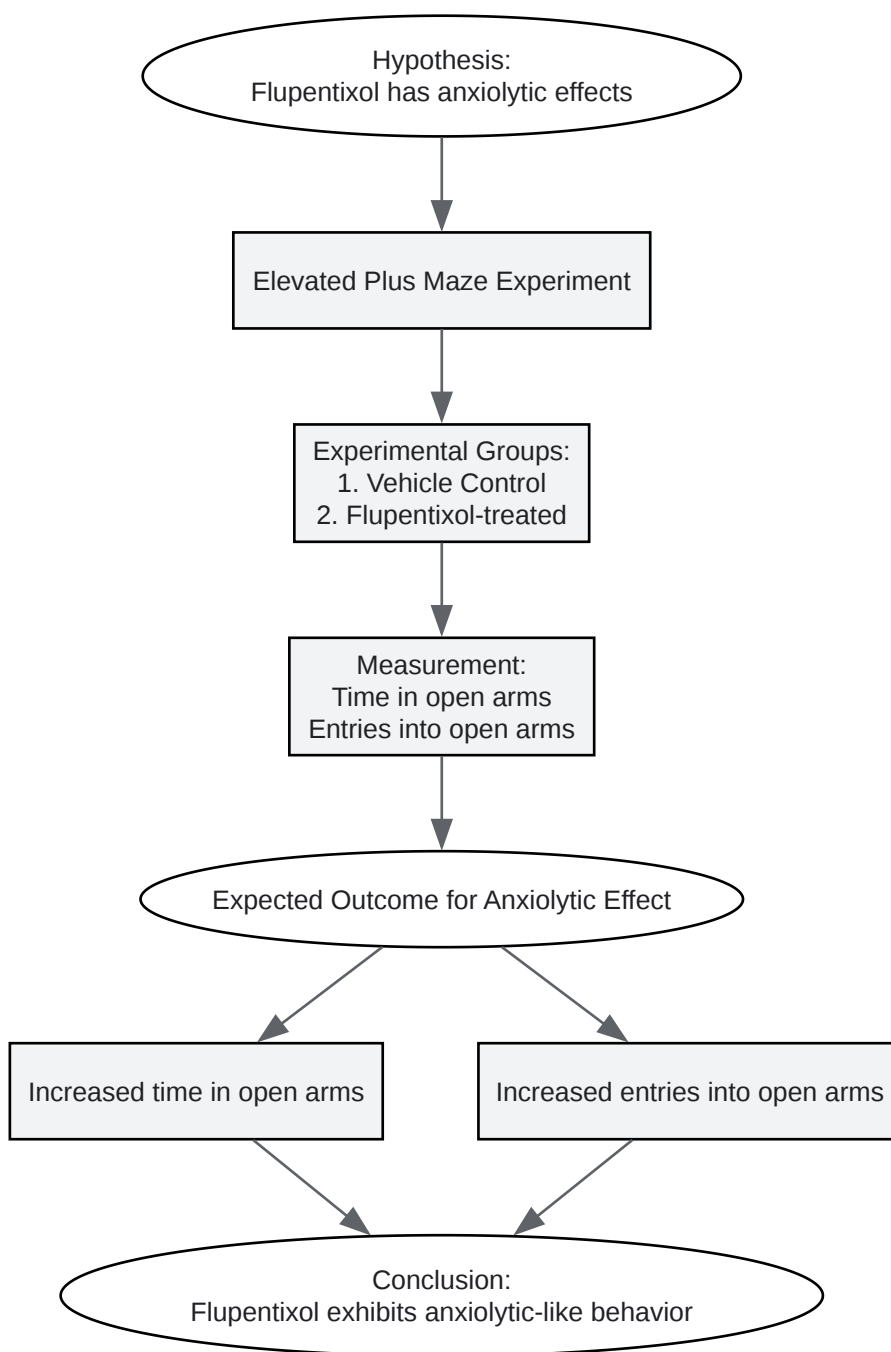 Hypothesis:
Flupentixol has anxiolytic effects
Elevated Plus Maze Experiment
Experimental Groups:
1. Vehicle Control
2. Flupentixol-treated
Measurement:
Time in open arms
Entries into open arms
Expected Outcome for Anxiolytic Effect
Increased time in open arms
Increased entries into open arms
Conclusion:
Flupentixol exhibits anxiolytic-like behavior